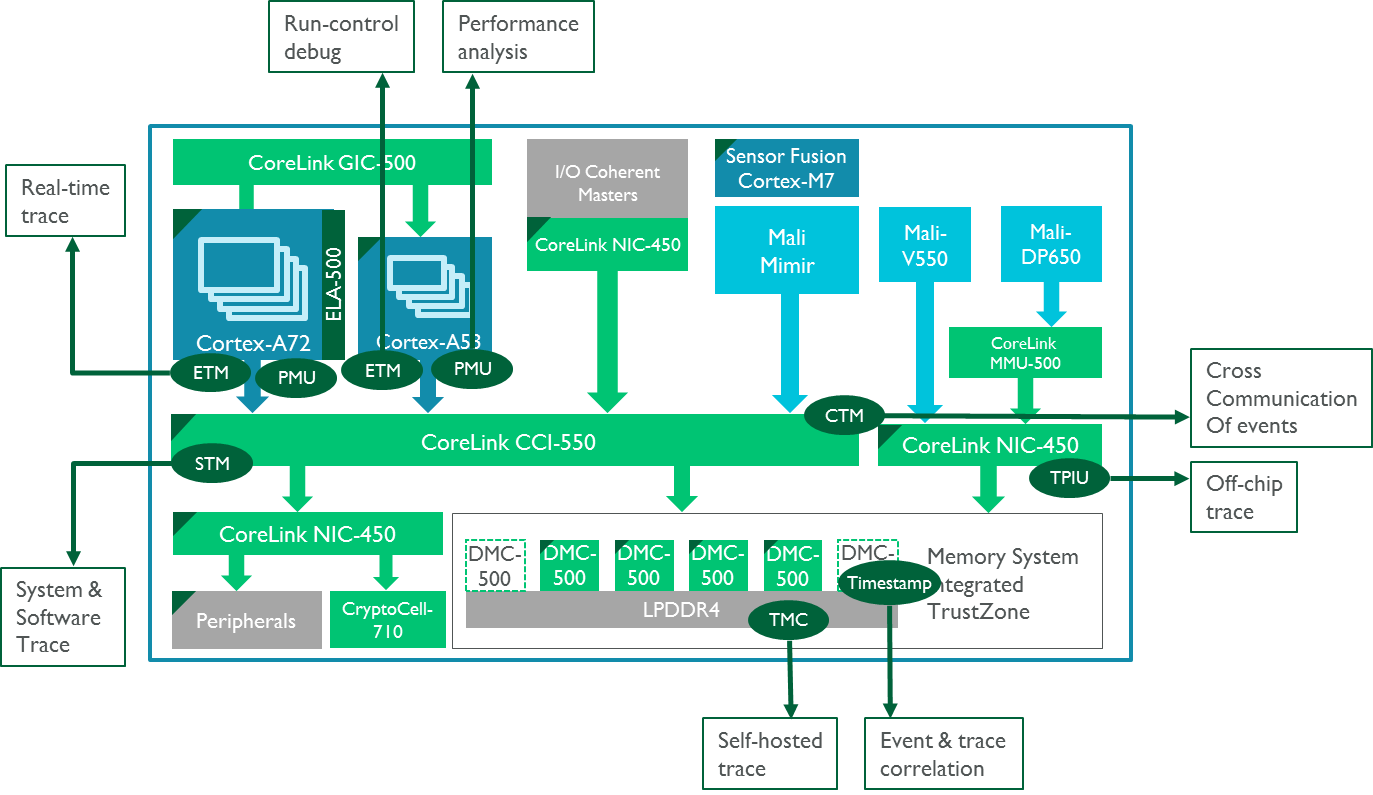 Run-control
debug
Performance
analysis
Real-time
trace
CoreLink GIC-500
I/O Coherent
Masters
CoreLink NIC-450
Sensor Fusion
Cortex-M7
Mali
Mimir
Mali-
V550
Mali-
DP650
ELA-500
Cortex-A72
Cortex-A53
CoreLink
MMU-500
ETM
PMU
ETM
PMU
CTM
Cross
Communication
Of events
CoreLink CCI-550
CoreLink NIC-450
STM
TPIU
Off-chip
trace
CoreLink NIC-450
DMC-
500
DMC-
500
DMC-
500
DMC-
500
DMC-
500
DMC-
Timestamp
Memory System
Integrated
TrustZone
LPDDR4
TMC
Peripherals
CryptoCell-
710
System &
Software
Trace
Self-hosted
trace
Event & trace
correlation